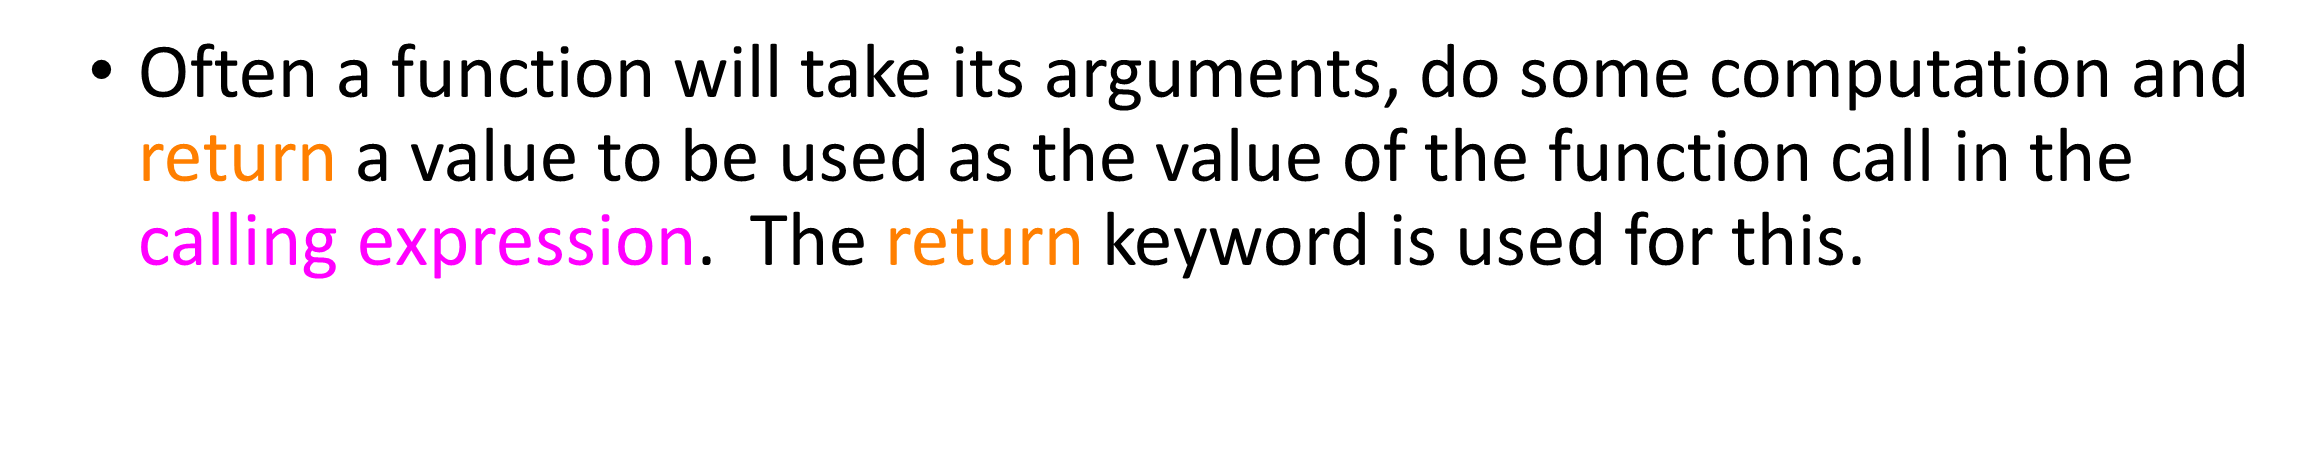 • Often a function will take its arguments, do some computation and
return a value to be used as the value of the function call in the
calling expression.  The return keyword is used for this.